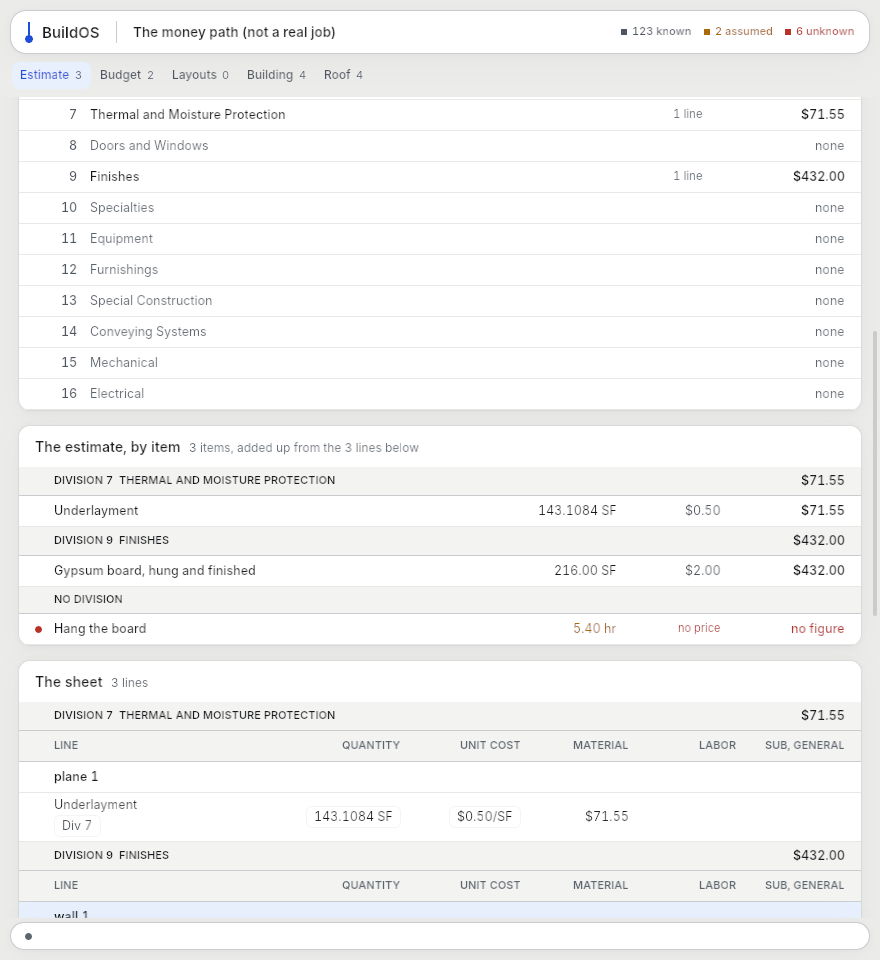 BuildOS The money path (not a real job) 123 known 2 assumed 6 unknown
Estimate 3 Budget 2 Layouts 0 Building 4 Roof 4
7 Thermal and Moisture Protection 1 line $71.55
8 Doors and Windows none
9 Finishes 1 line $432.00
10 Specialties none
11 Equipment none
12 Furnishings none
13 Special Construction none
14 Conveying Systems none
15 Mechanical none
16 Electrical none
The estimate, by item 3 items, added up from the 3 lines below
DIVISION 7 THERMAL AND MOISTURE PROTECTION $71.55
Underlayment 143.1084 SF $0.50 $71.55
DIVISION 9 FINISHES $432.00
Gypsum board, hung and finished 216.00 SF $2.00 $432.00
NO DIVISION
Hang the board 5.40 hr no price no figure
The sheet 3 lines
DIVISION 7 THERMAL AND MOISTURE PROTECTION $71.55
LINE QUANTITY UNIT COST MATERIAL LABOR SUB, GENERAL
plane 1
Underlayment
143.1084 SF $0.50/SF $71.55
Div 7
DIVISION 9 FINISHES $432.00
LINE QUANTITY UNIT COST MATERIAL LABOR SUB, GENERAL
wall 1